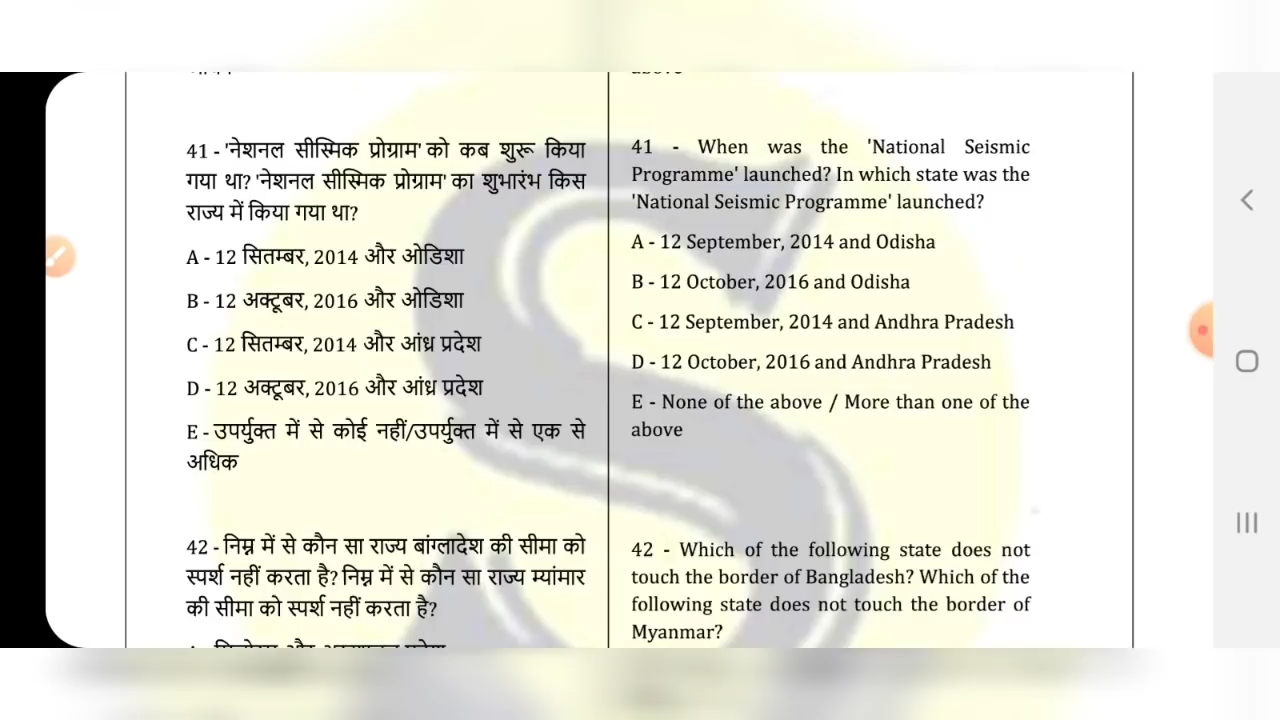 41 - 'नेशनल सीस्मिक प्रोग्राम' को कब शुरू किया
गया था? 'नेशनल सीस्मिक प्रोग्राम' का शुभारंभ किस
राज्य में किया गया था?
A - 12 सितम्बर, 2014 और ओडिशा
B - 12 अक्टूबर, 2016 और ओडिशा
C - 12 सितम्बर, 2014 और आंध्र प्रदेश
D - 12 अक्टूबर, 2016 और आंध्र प्रदेश
E - उपर्युक्त में से कोई नहीं/उपर्युक्त में से एक से
अधिक
42 - निम्न में से कौन सा राज्य बांग्लादेश की सीमा को
स्पर्श नहीं करता है? निम्न में से कौन सा राज्य म्यांमार
की सीमा को स्पर्श नहीं करता है?
above
41 - When was the 'National Seismic
Programme' launched? In which state was the
'National Seismic Programme' launched?
A - 12 September, 2014 and Odisha
B - 12 October, 2016 and Odisha
C - 12 September, 2014 and Andhra Pradesh
D - 12 October, 2016 and Andhra Pradesh
E - None of the above / More than one of the
above
42 - Which of the following state does not
touch the border of Bangladesh? Which of the
following state does not touch the border of
Myanmar?